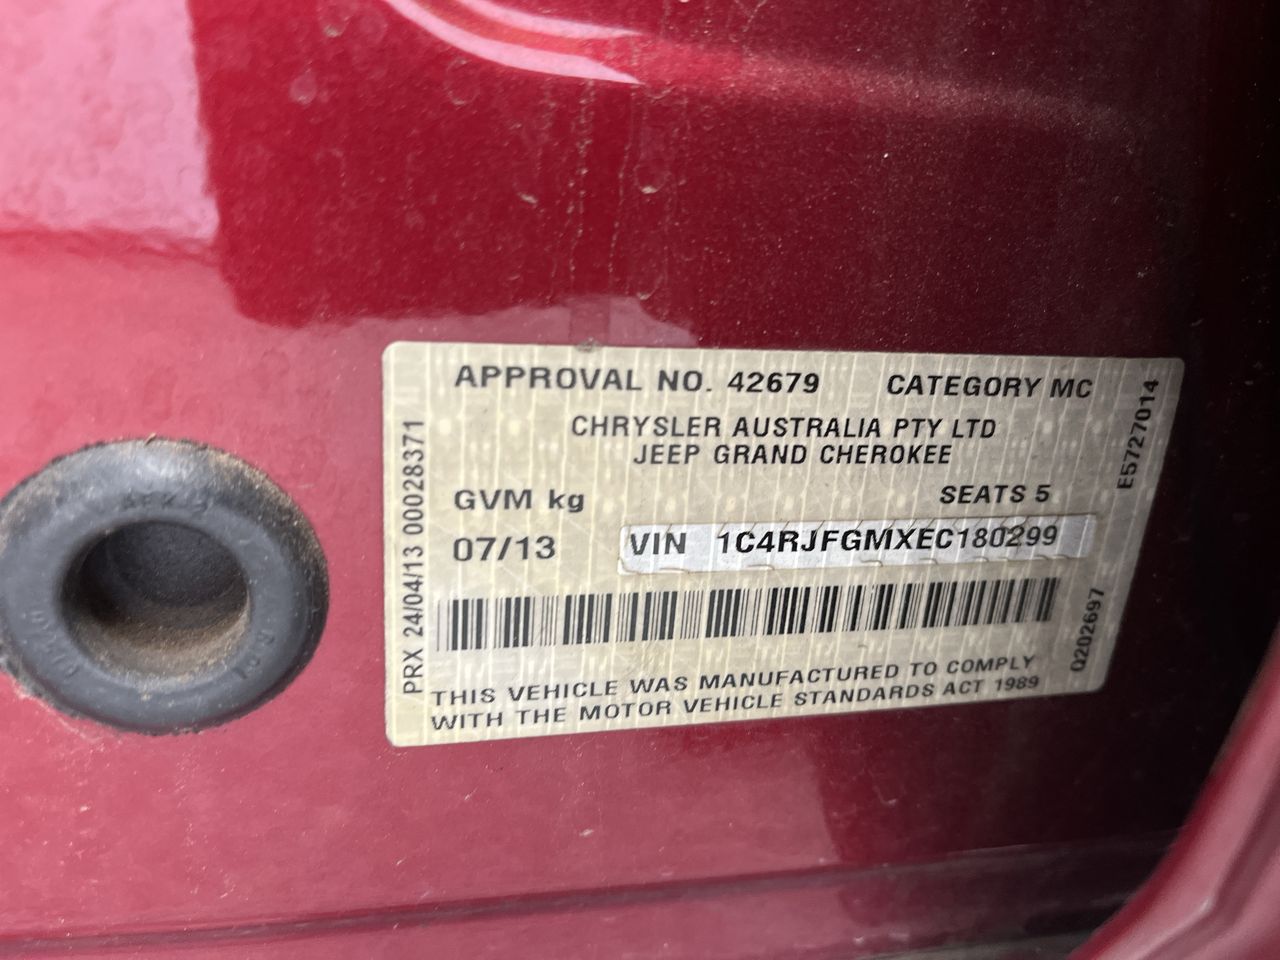 APPROVAL NO. 42679 CATEGORY MC
CHRYSLER AUSTRALIA PTY LTD
JEEP GRAND CHEROKEE
GVM kg SEATS 5
07/13 VIN 1C4RJFGMXEC180299
THIS VEHICLE WAS MANUFACTURED TO COMPLY
WITH THE MOTOR VEHICLE STANDARDS ACT 1989
PRX 24/04/13 00028371
E5727014
0202697